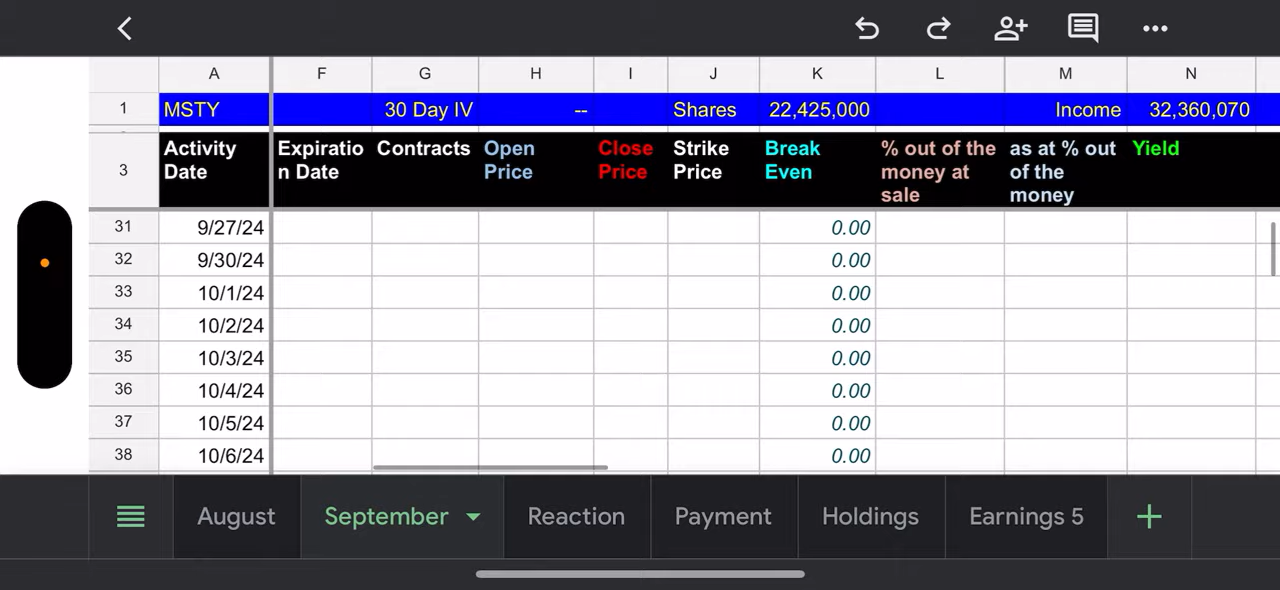 A F G H I J K L M N
1 MSTY 30 Day IV -- Shares 22,425,000 Income 32,360,070
3 Activity Date Expiration Date Contracts Open Price Close Price Strike Price Break Even % out of the money at sale as at % out of the money Yield
31 9/27/24 0.00
32 9/30/24 0.00
33 10/1/24 0.00
34 10/2/24 0.00
35 10/3/24 0.00
36 10/4/24 0.00
37 10/5/24 0.00
38 10/6/24 0.00
August September Reaction Payment Holdings Earnings 5